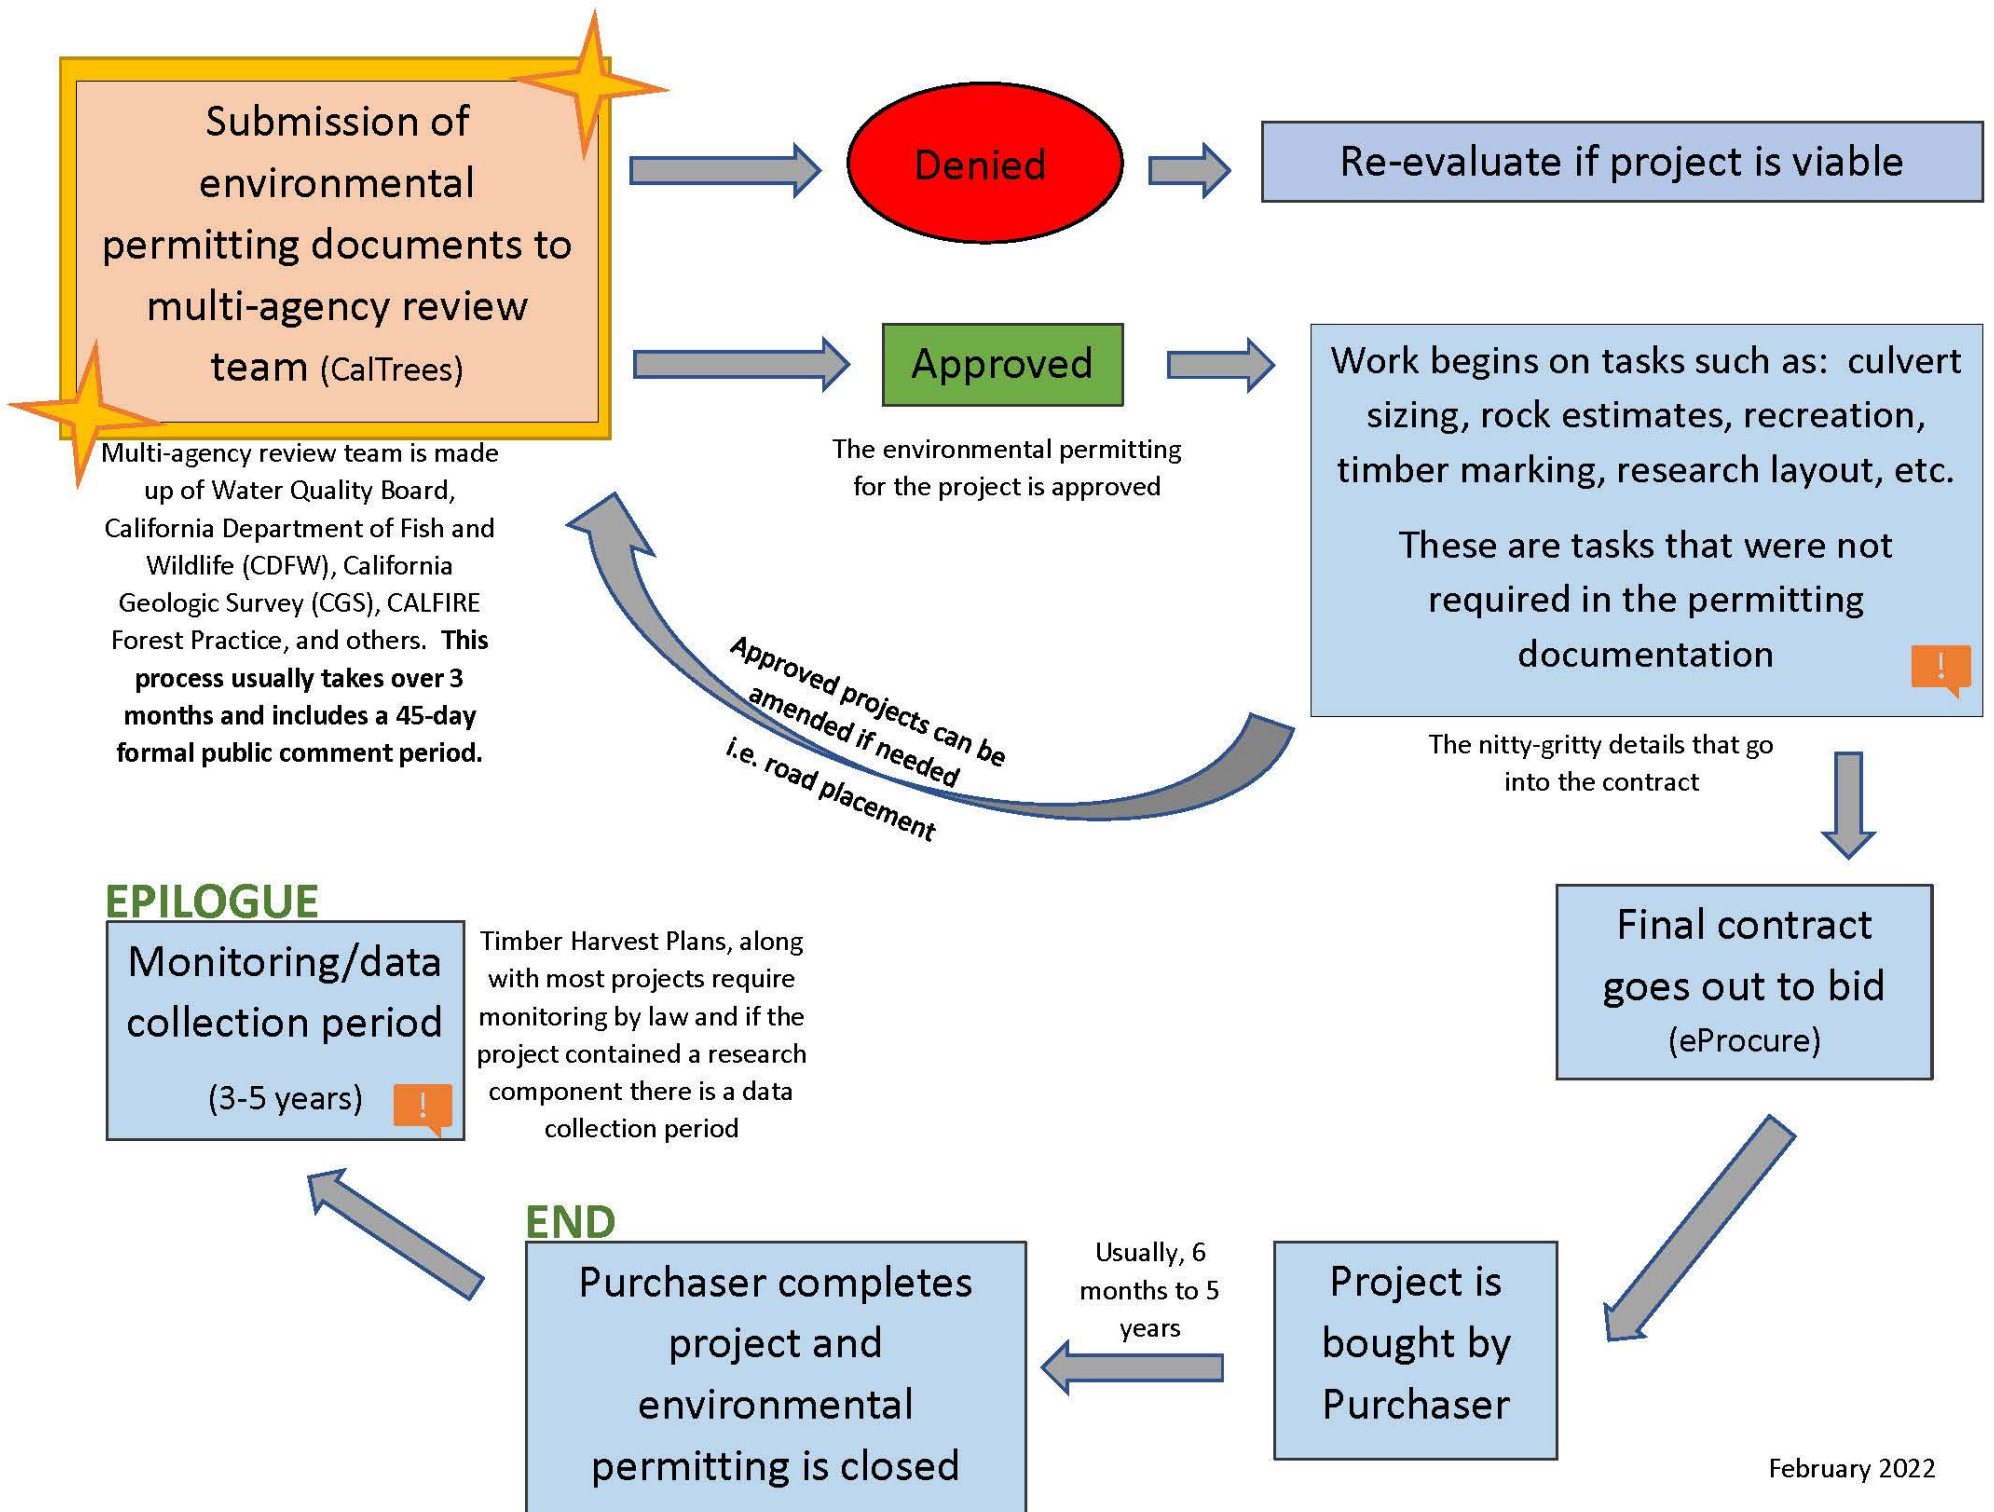 Submission of
environmental
permitting documents to
multi-agency review
team (CalTrees)
Multi-agency review team is made
up of Water Quality Board,
California Department of Fish and
Wildlife (CDFW), California
Geologic Survey (CGS), CALFIRE
Forest Practice, and others.  This
process usually takes over 3
months and includes a 45-day
formal public comment period.
Denied
Re-evaluate if project is viable
Approved
The environmental permitting
for the project is approved
Work begins on tasks such as:  culvert
sizing, rock estimates, recreation,
timber marking, research layout, etc.
These are tasks that were not
required in the permitting
documentation
!
The nitty-gritty details that go
into the contract
Approved projects can be
amended if needed
i.e. road placement
Final contract
goes out to bid
(eProcure)
Project is
bought by
Purchaser
Usually, 6
months to 5
years
END
Purchaser completes
project and
environmental
permitting is closed
EPILOGUE
Monitoring/data
collection period
(3-5 years)
!
Timber Harvest Plans, along
with most projects require
monitoring by law and if the
project contained a research
component there is a data
collection period
February 2022